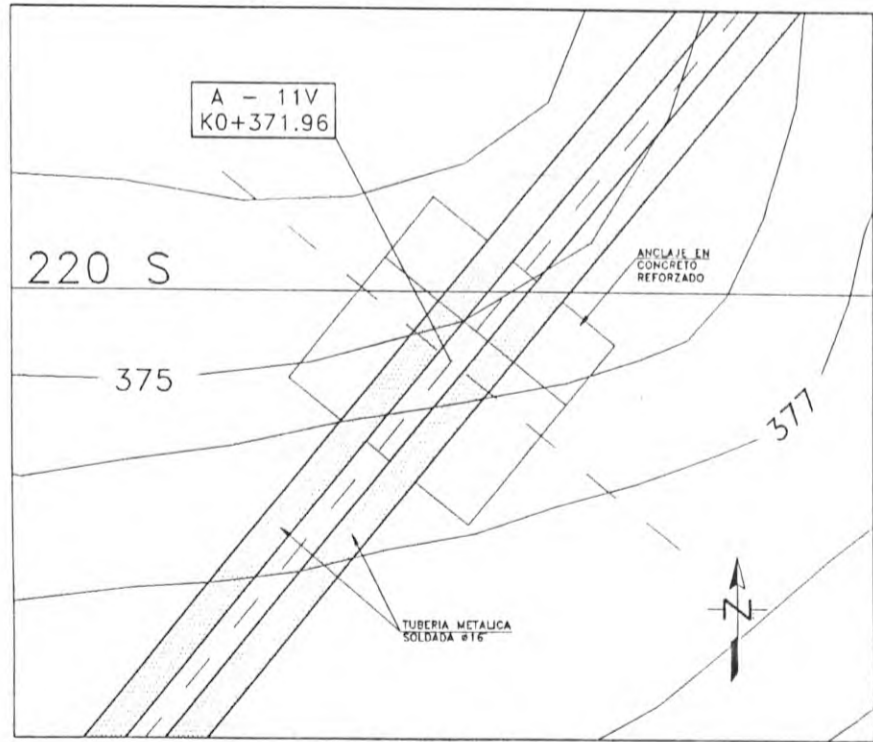 A - 11V
K0+371.96
ANCLAJE EN
CONCRETO
REFORZADO
220 S
375
377
TUBERIA METALICA
SOLDADA ø16
N